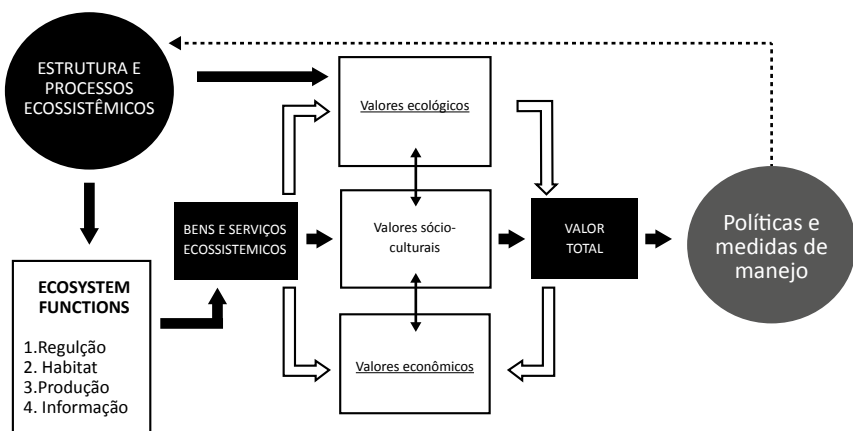 ESTRUTURA E
PROCESSOS
ECOSSISTÊMICOS
ECOSYSTEM
FUNCTIONS
1.Regulção
2. Habitat
3.Produção
4. Informação
BENS E SERVIÇOS
ECOSSISTEMICOS
Valores ecológicos
Valores sócio-
culturais
Valores econômicos
VALOR
TOTAL
Políticas e
medidas de
manejo